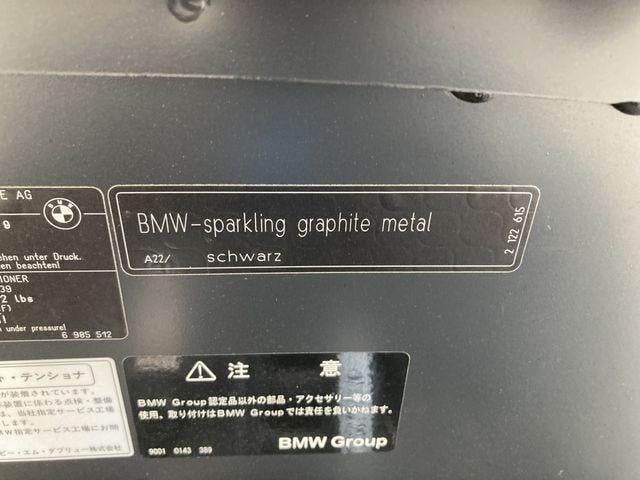 E AG
9
hen unter Druck.
en beachten!
IONER
39
2 lbs
F)
n under pressure!
6 985 512
BMW-sparkling graphite metal
A22/ schwarz
2 122 615
・テンショナ
が装着されています。
装置に係わる点検・整備
は、当社指定サービス工場
します。
MW指定サービス工場にお問
ビー・エム・ダブリュー株式会社
注意
BMW Group認定品以外の部品・アクセサリー等の
使用、取り付けはBMW Groupでは責任を負いかねます。
BMW Group
9001 0143 389